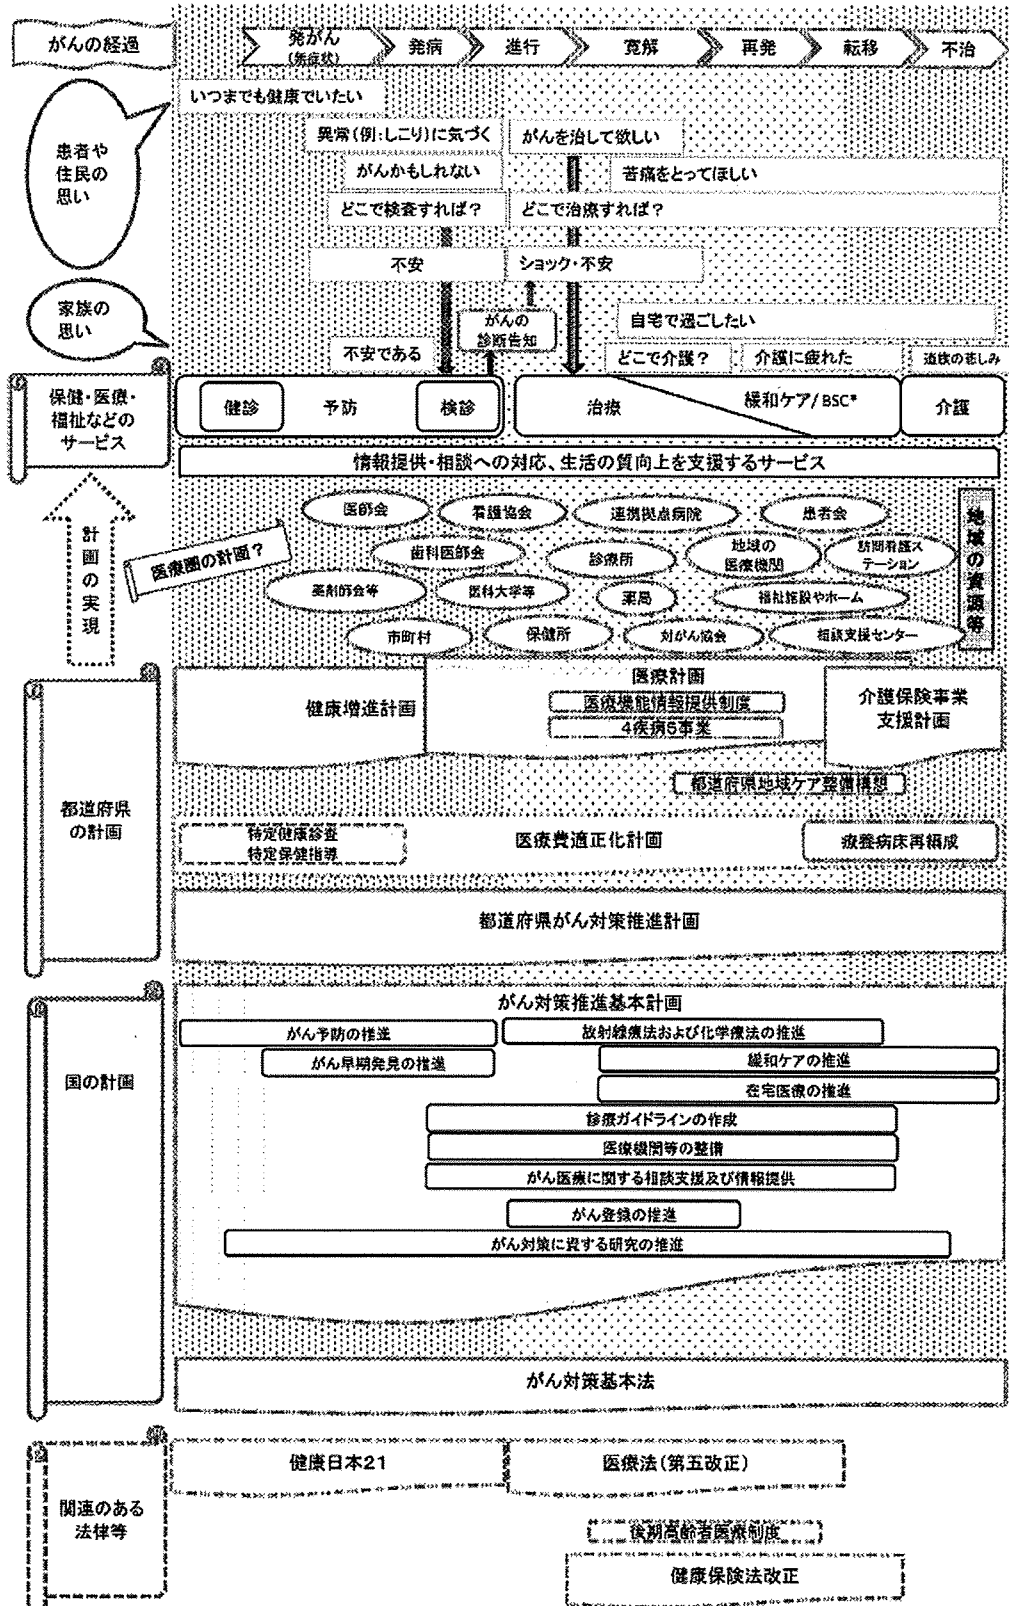 がんの経過
発がん
(無症状)
発病
進行
寛解
再発
転移
不治
患者や
住民の
思い
いつまでも健康でいたい
異常(例:しこり)に気づく
がんを治して欲しい
がんかもしれない
苦痛をとってほしい
どこで検査すれば?
どこで治療すれば?
不安
ショック・不安
家族の
思い
がんの
診断告知
自宅で過ごしたい
不安である
どこで介護?
介護に疲れた
遺族の悲しみ
保健・医療・
福祉などの
サービス
健診
予防
検診
治療
緩和ケア/BSC*
介護
情報提供・相談への対応、生活の質向上を支援するサービス
計画の実現
医療圏の計画?
医師会
看護協会
連携拠点病院
患者会
歯科医師会
診療所
地域の
医療機関
訪問看護ス
テーション
薬剤師会等
医科大学等
薬局
福祉施設やホーム
市町村
保健所
対がん協会
相談支援センター
地域の資源等
都道府県
の計画
健康増進計画
医療計画
医療機能情報提供制度
4疾病5事業
介護保険事業
支援計画
都道府県地域ケア整備構想
特定健康診査
特定保健指導
医療費適正化計画
療養病床再編成
都道府県がん対策推進計画
国の計画
がん対策推進基本計画
がん予防の推進
放射線療法および化学療法の推進
がん早期発見の推進
緩和ケアの推進
在宅医療の推進
診療ガイドラインの作成
医療機関等の整備
がん医療に関する相談支援及び情報提供
がん登録の推進
がん対策に資する研究の推進
がん対策基本法
関連のある
法律等
健康日本21
医療法(第五改正)
後期高齢者医療制度
健康保険法改正